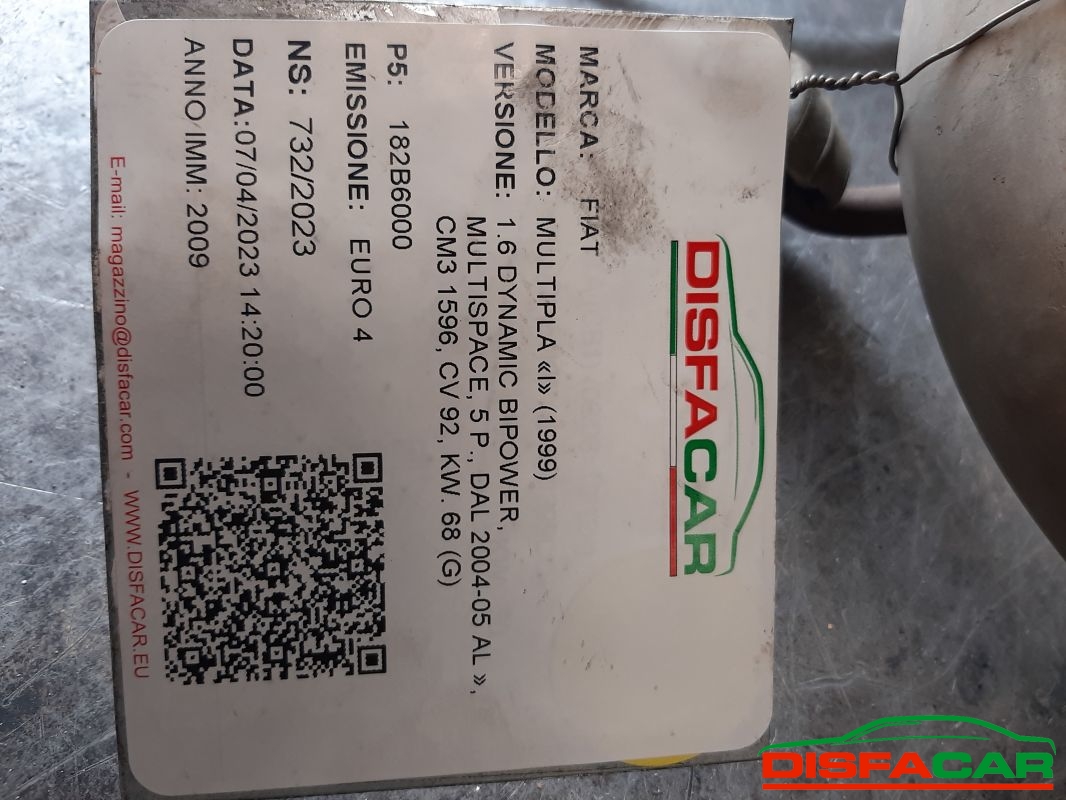 DISFACAR
MARCA: FIAT
MODELLO: MULTIPLA «I» (1999)
VERSIONE: 1.6 DYNAMIC BIPOWER,
MULTISPACE, 5 P., DAL 2004-05 AL »,
CM3 1596, CV 92, KW. 68 (G)
P5: 182B6000
EMISSIONE: EURO 4
NS: 732/2023
DATA:07/04/2023 14:20:00
ANNO IMM: 2009
E-mail: magazzino@disfacar.com - WWW.DISFACAR.EU
DISFACAR